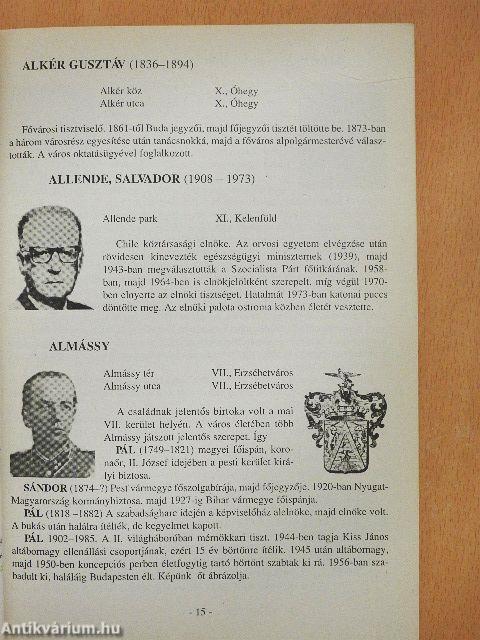 ALKÉR GUSZTÁV (1836–1894)
Alkér köz X., Óhegy
Alkér utca X., Óhegy
Fővárosi tisztviselő. 1861-től Buda jegyzői, majd főjegyzői tisztét töltötte be. 1873-ban
a három városrész egyesítése után tanácsnokká, majd a főváros alpolgármesterévé válasz-
tották. A város oktatásügyével foglalkozott.
ALLENDE, SALVADOR (1908 – 1973)
Allende park XI., Kelenföld
Chile köztársasági elnöke. Az orvosi egyetem elvégzése után
rövidesen kinevezték egészségügyi miniszternek (1939), majd
1943-ban megválasztották a Szocialista Párt főtitkárának. 1958-
ban, majd 1964-ben is elnökjelöltként szerepelt, míg végül 1970-
ben elnyerte az elnöki tisztséget. Hatalmát 1973-ban katonai puccs
döntötte meg. Az elnöki palota ostroma közben életét vesztette.
ALMÁSSY
Almássy tér VII., Erzsébetváros
Almássy utca VII., Erzsébetváros
A családnak jelentős birtoka volt a mai
VII. kerület helyén. A város életében több
Almássy játszott jelentős szerepet. Így
PÁL (1749–1821) megyei főispán, koro-
naőr, II. József idejében a pesti kerület kirá-
lyi biztosa.
SÁNDOR (1874–?) Pest vármegye főszolgabírája, majd főjegyzője. 1920-ban Nyugat-
Magyarország kormánybiztosa, majd 1927-ig Bihar vármegye főispánja.
PÁL (1818 –1882) A szabadságharc idején a képviselőház alelnöke, majd elnöke volt.
A bukás után halálra ítélték, de kegyelmet kapott.
PÁL 1902–1985. A II. világháborúban mérnökkari tiszt. 1944-ben tagja Kiss János
altábornagy ellenállási csoportjának, ezért 15 év börtönre ítélik. 1945 után altábornagy,
majd 1950-ben koncepciós perben életfogytig tartó börtönt szabtak ki rá. 1956-ban sza-
badult ki, haláláig Budapesten élt. Képünk őt ábrázolja.
- 15 -
Antikvárium.hu